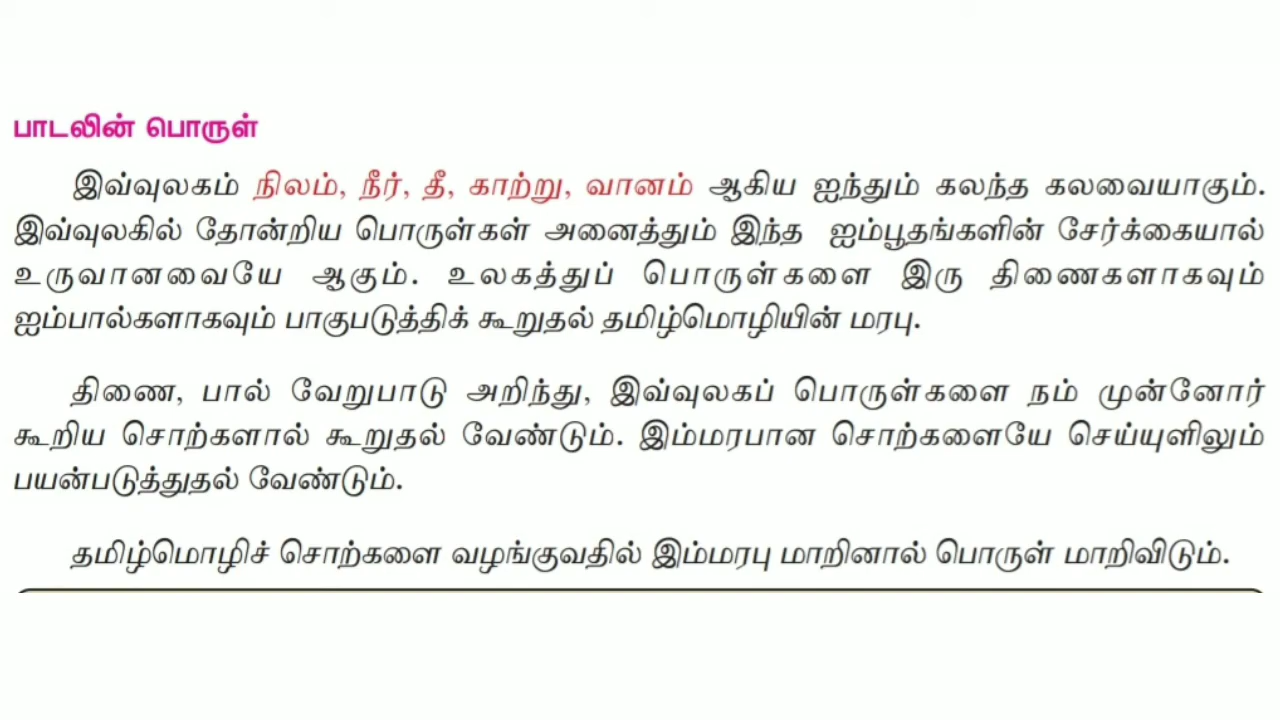 பாடலின் பொருள்
இவ்வுலகம் நிலம், நீர், தீ, காற்று, வானம் ஆகிய ஐந்தும் கலந்த கலவையாகும்.
இவ்வுலகில் தோன்றிய பொருள்கள் அனைத்தும் இந்த ஐம்பூதங்களின் சேர்க்கையால்
உருவானவையே ஆகும். உலகத்துப் பொருள்களை இரு திணைகளாகவும்
ஐம்பால்களாகவும் பாகுபடுத்திக் கூறுதல் தமிழ்மொழியின் மரபு.
திணை, பால் வேறுபாடு அறிந்து, இவ்வுலகப் பொருள்களை நம் முன்னோர்
கூறிய சொற்களால் கூறுதல் வேண்டும். இம்மரபான சொற்களையே செய்யுளிலும்
பயன்படுத்துதல் வேண்டும்.
தமிழ்மொழிச் சொற்களை வழங்குவதில் இம்மரபு மாறினால் பொருள் மாறிவிடும்.